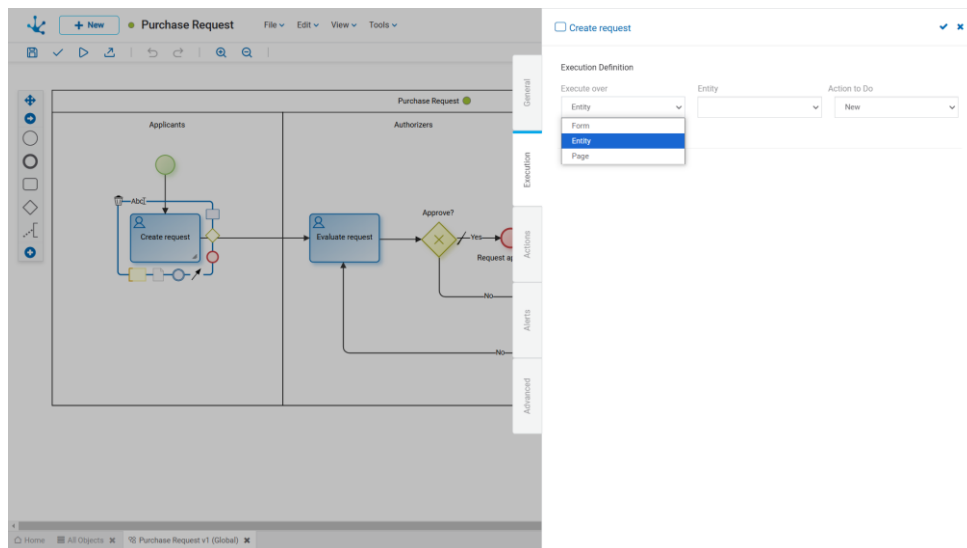 New
Purchase Request
File
Edit
View
Tools
Purchase Request
Applicants
Authorizers
Abc
Create request
Evaluate request
Approve?
Yes
No
No
General
Execution
Actions
Alerts
Advanced
Create request
Execution Definition
Execute over
Entity
Action to Do
Entity
New
Form
Entity
Page
Home
All Objects
Purchase Request v1 (Global)